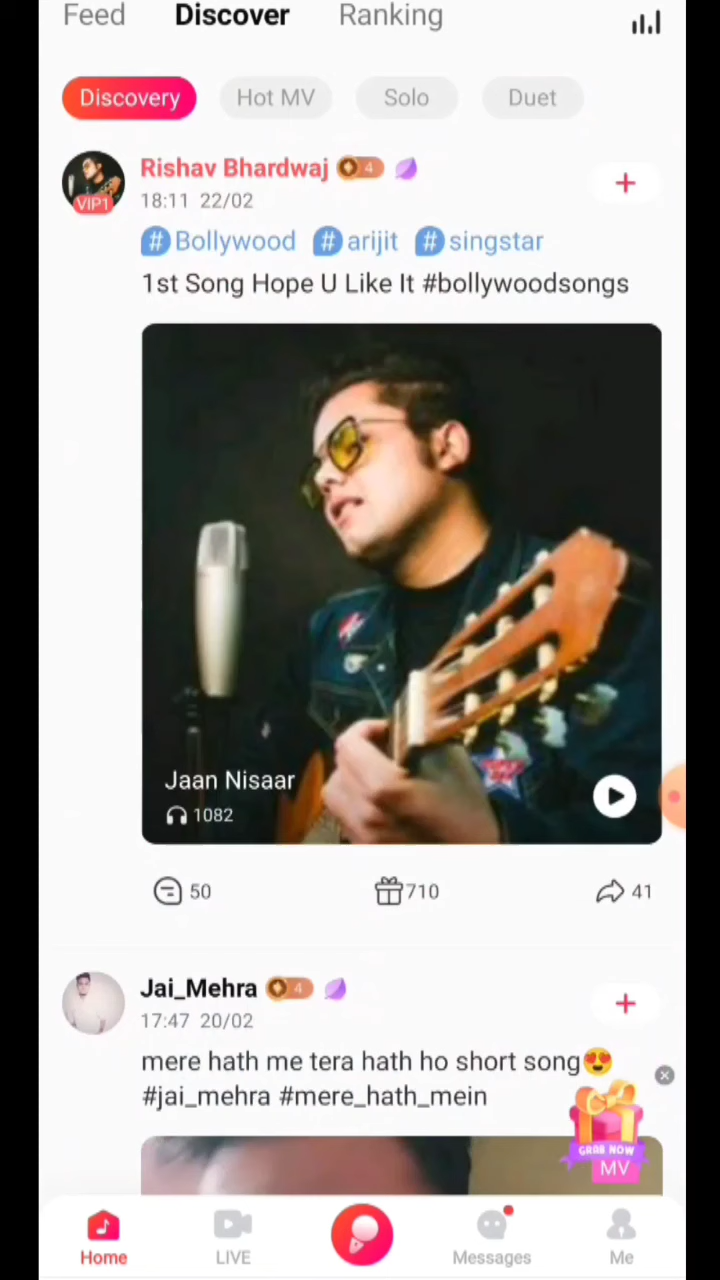 Feed Discover Ranking
Discovery Hot MV Solo Duet
Rishav Bhardwaj 4
VIP1 18:11 22/02
# Bollywood # arijit # singstar
1st Song Hope U Like It #bollywoodsongs
Jaan Nisaar
1082
50 710 41
Jai_Mehra 4
17:47 20/02
mere hath me tera hath ho short song😍
#jai_mehra #mere_hath_mein
GRAB NOW
MV
Home LIVE Messages Me